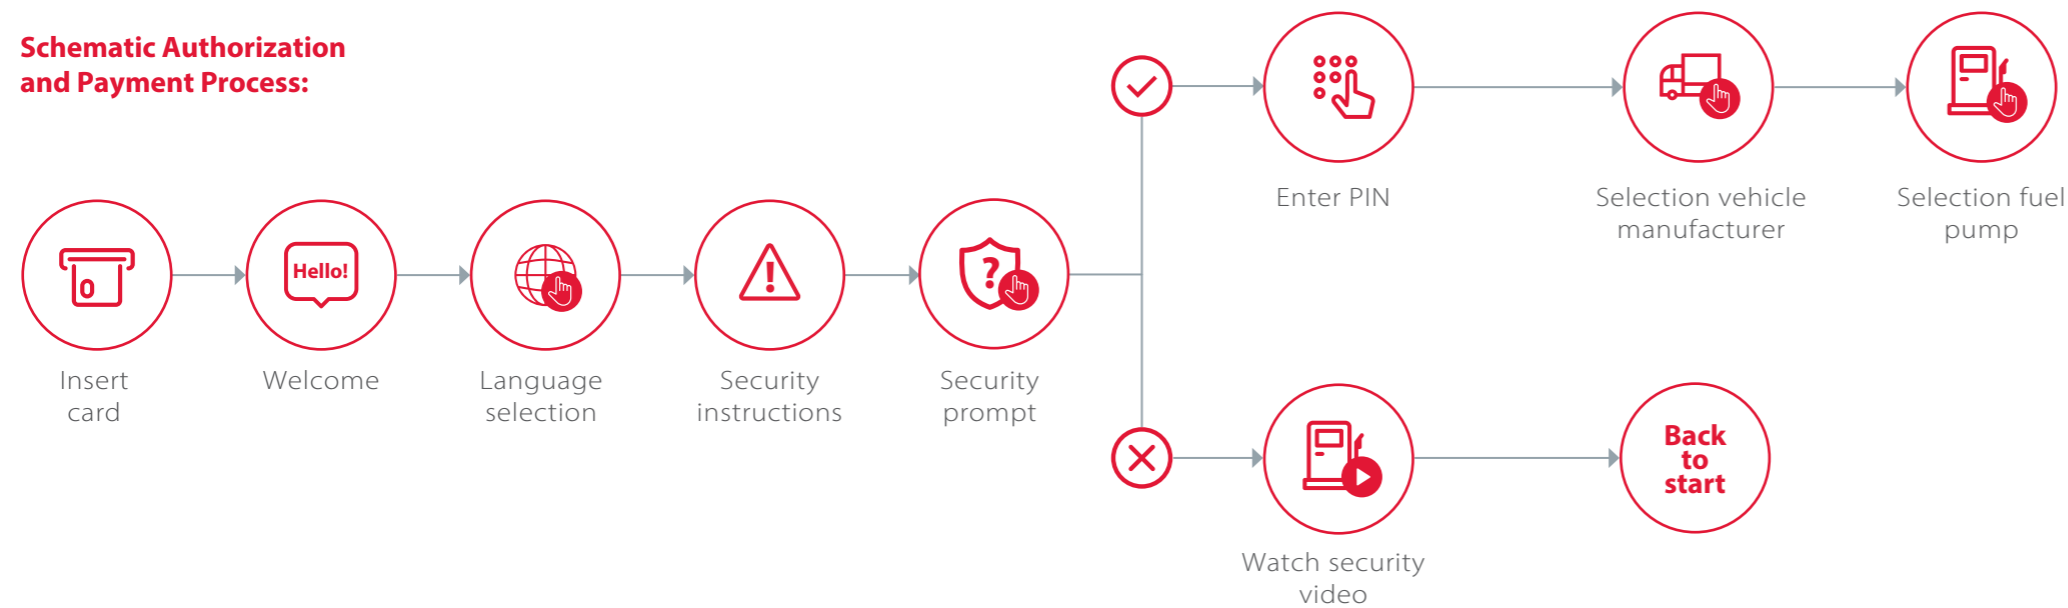 Schematic Authorization
and Payment Process:
Insert
card
Hello!
Welcome
Language
selection
Security
instructions
Security
prompt
Enter PIN
Selection vehicle
manufacturer
Selection fuel
pump
Watch security
video
Back
to
start